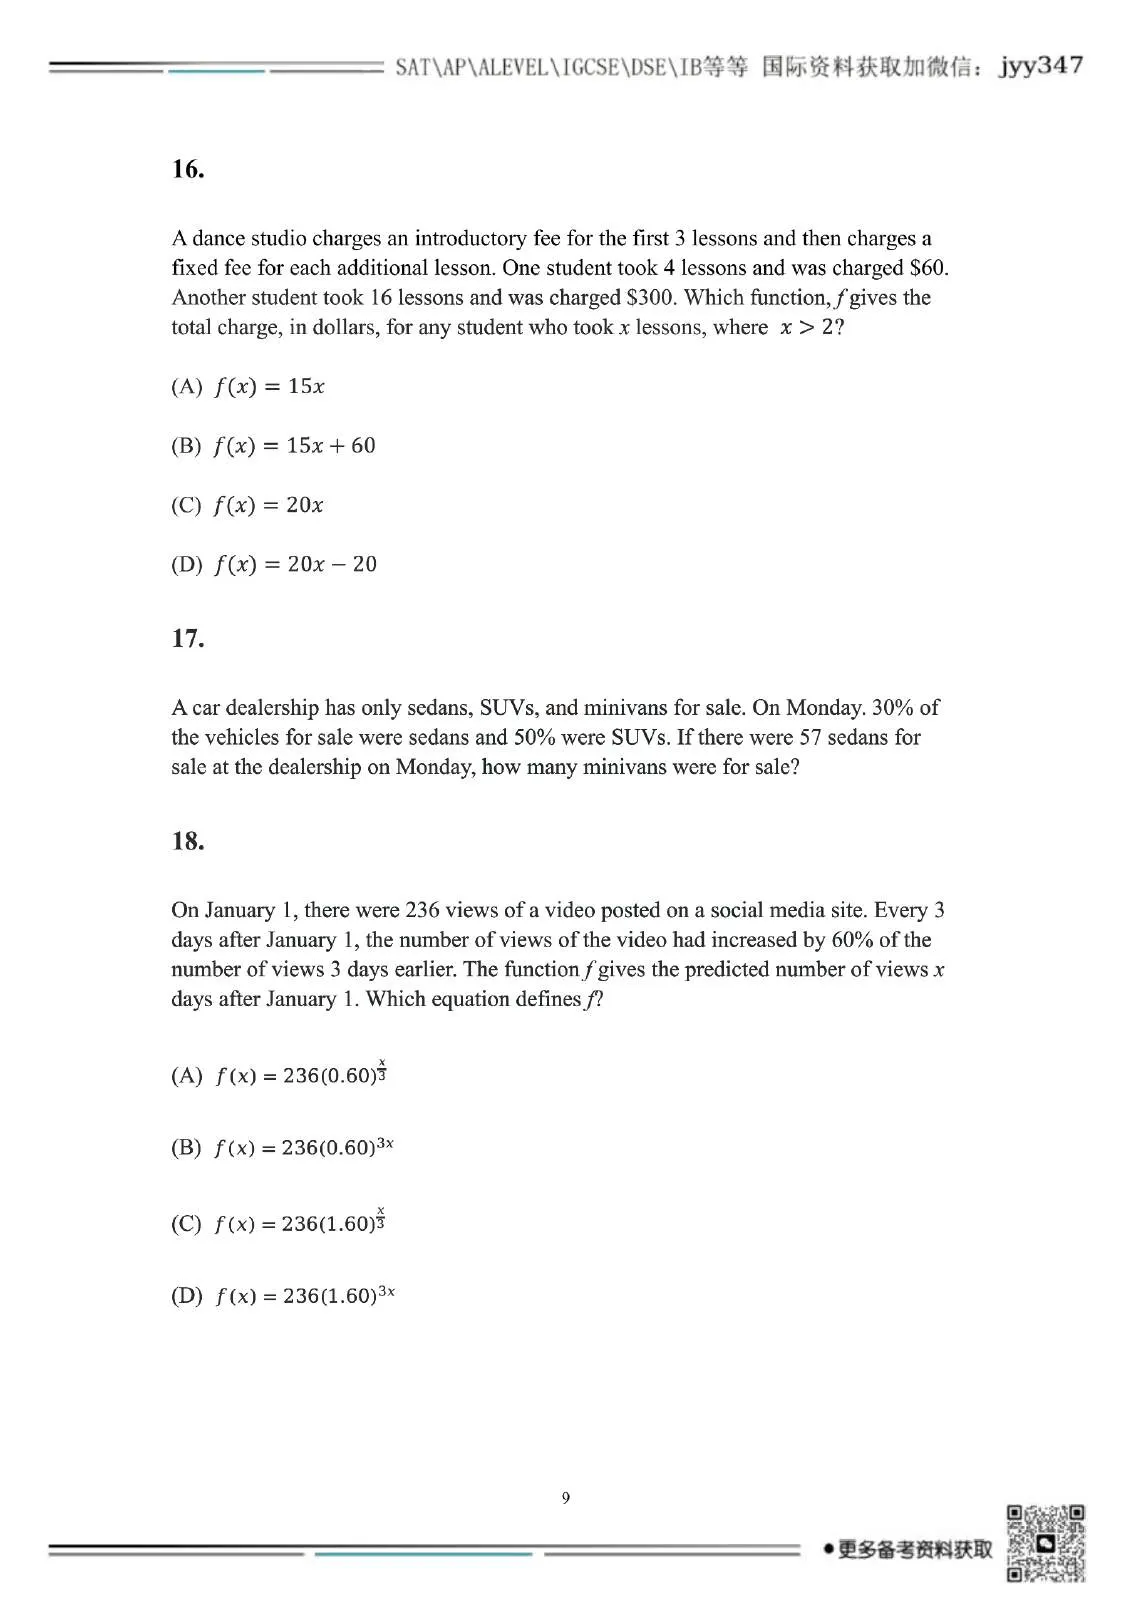 SAT\AP\ALEVEL\IGCSE\DSE\IB等等 国际资料获取加微信: jyy347
16.
A dance studio charges an introductory fee for the first 3 lessons and then charges a
fixed fee for each additional lesson. One student took 4 lessons and was charged $60.
Another student took 16 lessons and was charged $300. Which function, f gives the
total charge, in dollars, for any student who took x lessons, where x > 2?
(A) f(x) = 15x
(B) f(x) = 15x + 60
(C) f(x) = 20x
(D) f(x) = 20x − 20
17.
A car dealership has only sedans, SUVs, and minivans for sale. On Monday. 30% of
the vehicles for sale were sedans and 50% were SUVs. If there were 57 sedans for
sale at the dealership on Monday, how many minivans were for sale?
18.
On January 1, there were 236 views of a video posted on a social media site. Every 3
days after January 1, the number of views of the video had increased by 60% of the
number of views 3 days earlier. The function f gives the predicted number of views x
days after January 1. Which equation defines f?
(A) f(x) = 236(0.60)^(x/3)
(B) f(x) = 236(0.60)^(3x)
(C) f(x) = 236(1.60)^(x/3)
(D) f(x) = 236(1.60)^(3x)
9
●更多备考资料获取